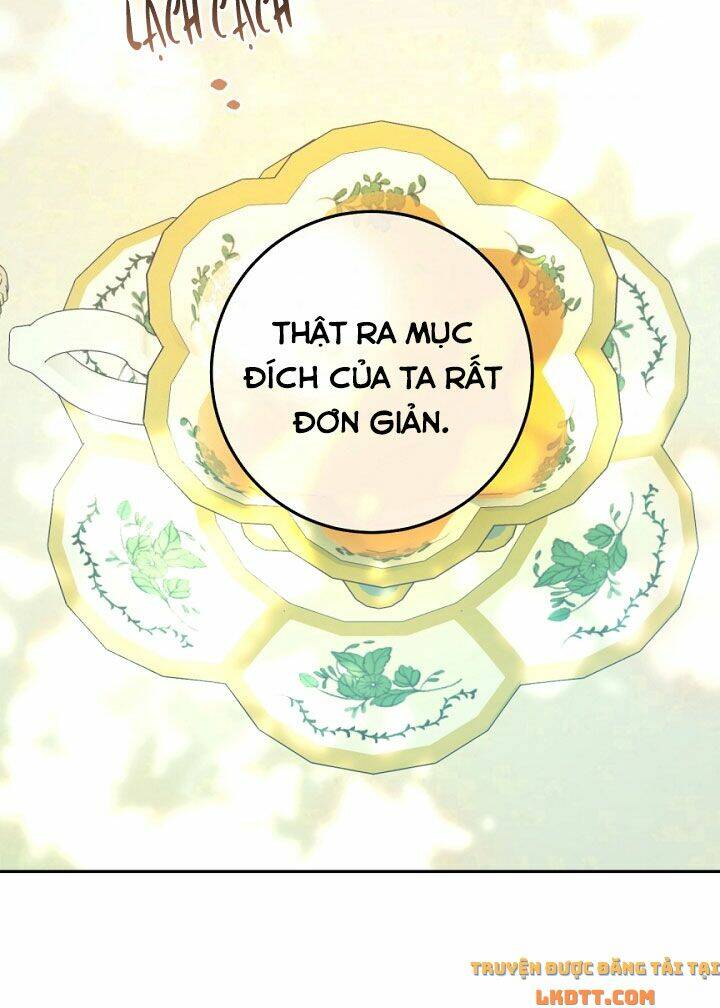 LẠCH CẠCH
THẬT RA MỤC
ĐÍCH CỦA TA RẤT
ĐƠN GIẢN.
TRUYỆN ĐƯỢC ĐĂNG TẢI TẠI
LKDTT.COM